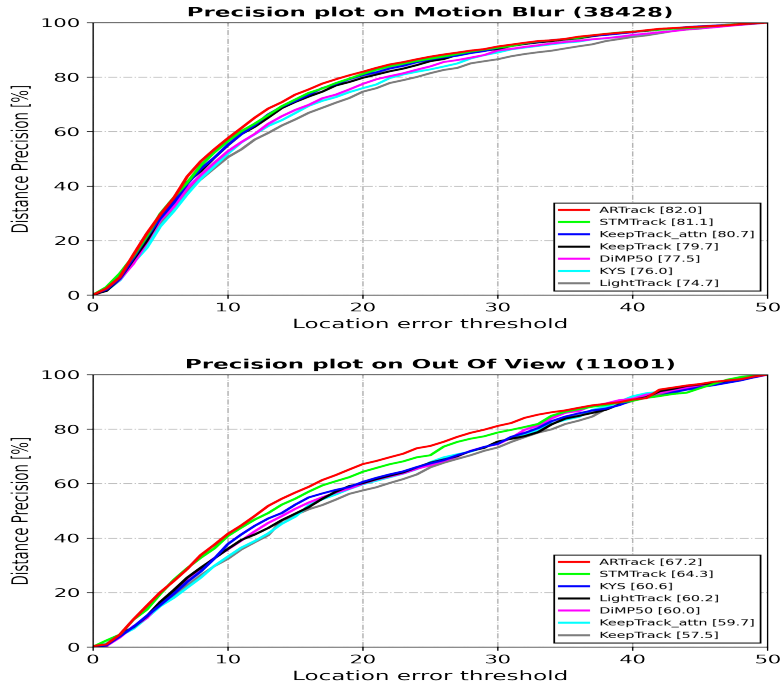 Precision plot on Motion Blur (38428)
100
80
60
40
20
0
Distance Precision [%]
ARTrack [82.0]
STMTrack [81.1]
KeepTrack_attn [80.7]
KeepTrack [79.7]
DiMP50 [77.5]
KYS [76.0]
LightTrack [74.7]
0 10 20 30 40 50
Location error threshold
Precision plot on Out Of View (11001)
100
80
60
40
20
0
Distance Precision [%]
ARTrack [67.2]
STMTrack [64.3]
KYS [60.6]
LightTrack [60.2]
DiMP50 [60.0]
KeepTrack_attn [59.7]
KeepTrack [57.5]
0 10 20 30 40 50
Location error threshold